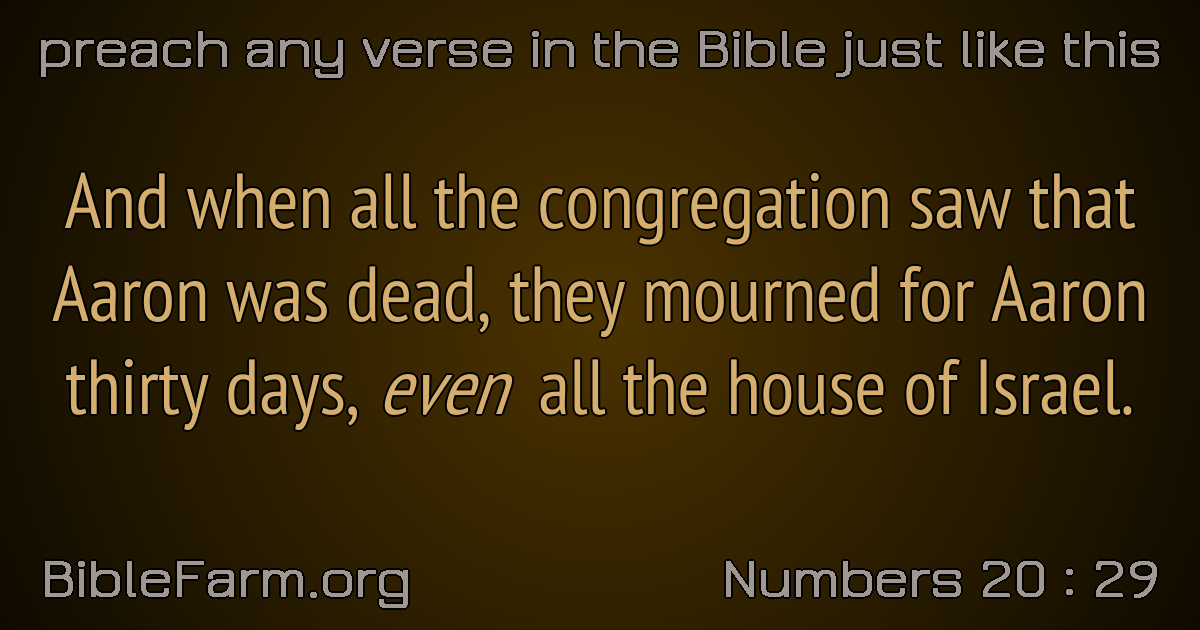 preach any verse in the Bible just like this
And when all the congregation saw that
Aaron was dead, they mourned for Aaron
thirty days, even all the house of Israel.
BibleFarm.org
Numbers 20 : 29